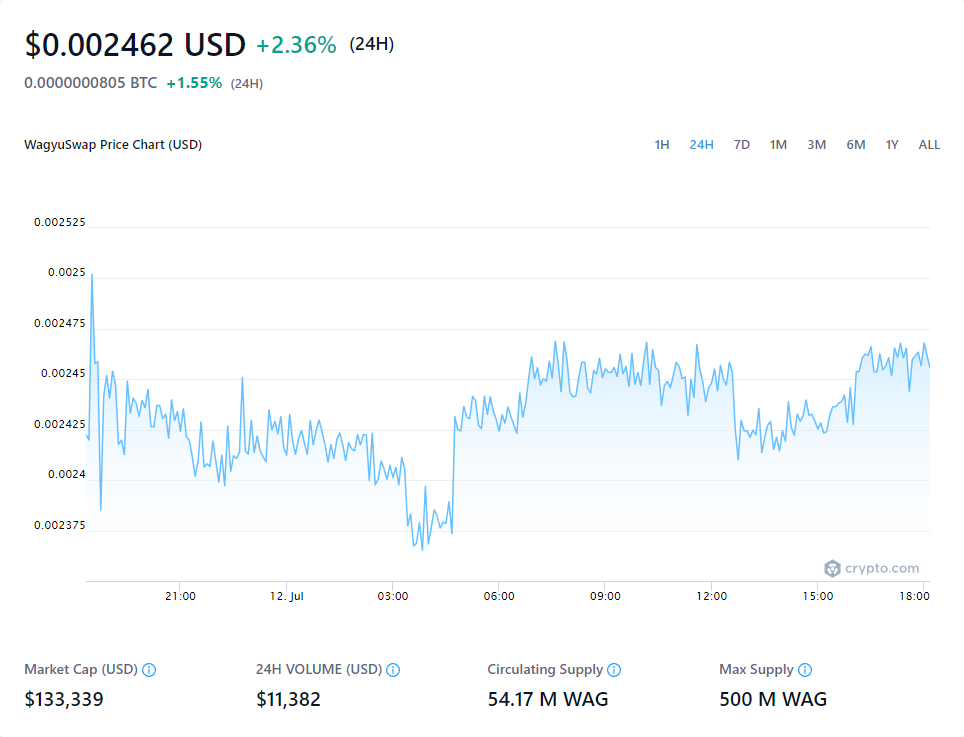 $0.002462 USD +2.36% (24H)
0.0000000805 BTC +1.55% (24H)
WagyuSwap Price Chart (USD) 1H 24H 7D 1M 3M 6M 1Y ALL
0.002525
0.0025
0.002475
0.00245
0.002425
0.0024
0.002375
crypto.com
21:00 12. Jul 03:00 06:00 09:00 12:00 15:00 18:00
Market Cap (USD) 24H VOLUME (USD) Circulating Supply Max Supply
$133,339 $11,382 54.17 M WAG 500 M WAG